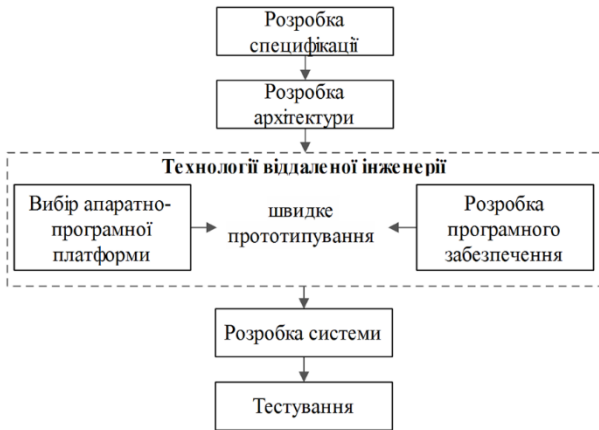 Розробка
специфікації
Розробка
архітектури
Технології віддаленої інженерії
Вибір апаратно-
програмної
платформи
швидке
прототипування
Розробка
програмного
забезпечення
Розробка системи
Тестування